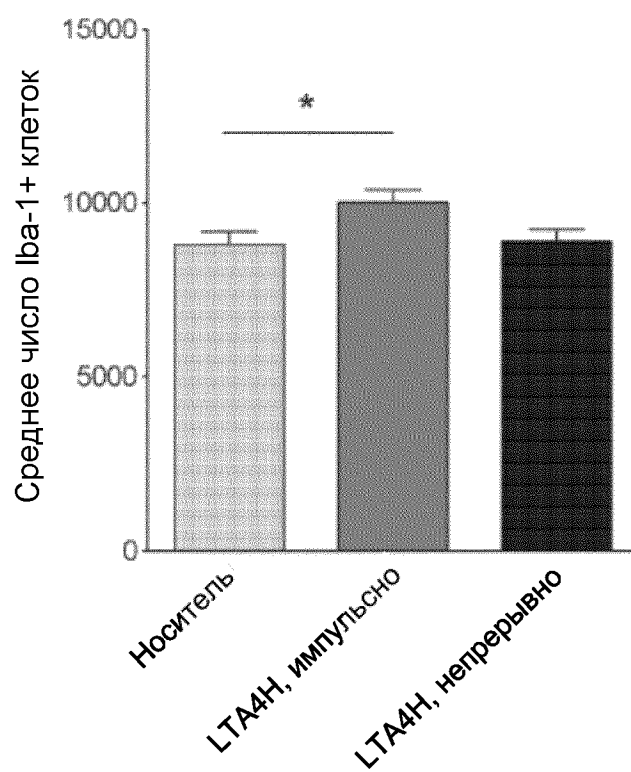 Среднее число Iba-1+ клеток
15000
10000
5000
0
*
Носитель
LTA4H, импульсно
LTA4H, непрерывно